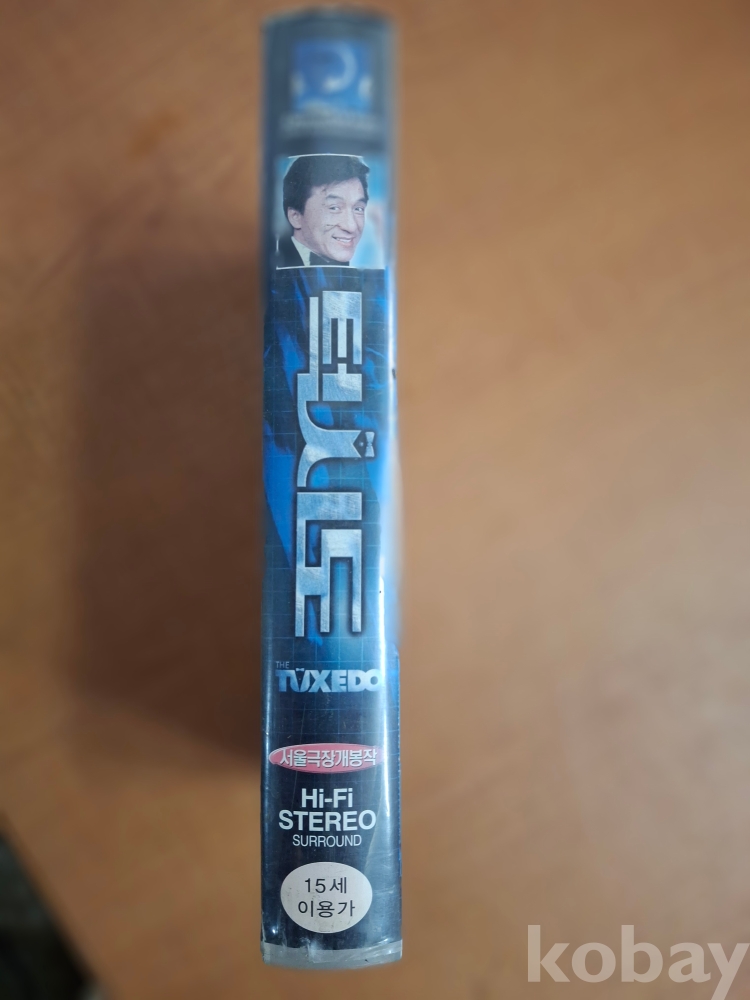 턱시도
THE
TUXEDO
서울극장개봉작
Hi-Fi
STEREO
SURROUND
15세
이용가
kobay